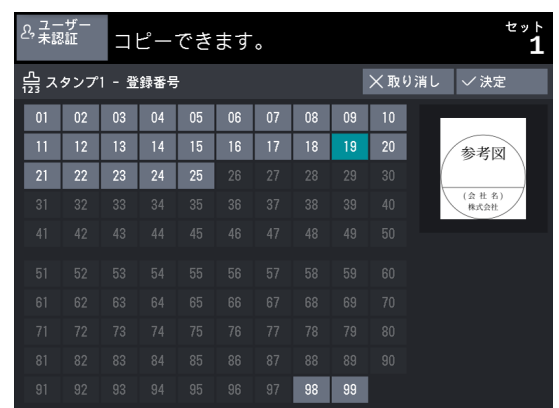 ユーザー
未認証
コピーできます。
セット
1
123
スタンプ1 - 登録番号
取り消し
決定
01 02 03 04 05 06 07 08 09 10
11 12 13 14 15 16 17 18 19 20
21 22 23 24 25 26 27 28 29 30
31 32 33 34 35 36 37 38 39 40
41 42 43 44 45 46 47 48 49 50
51 52 53 54 55 56 57 58 59 60
61 62 63 64 65 66 67 68 69 70
71 72 73 74 75 76 77 78 79 80
81 82 83 84 85 86 87 88 89 90
91 92 93 94 95 96 97 98 99
参考図
(会社名)
株式会社